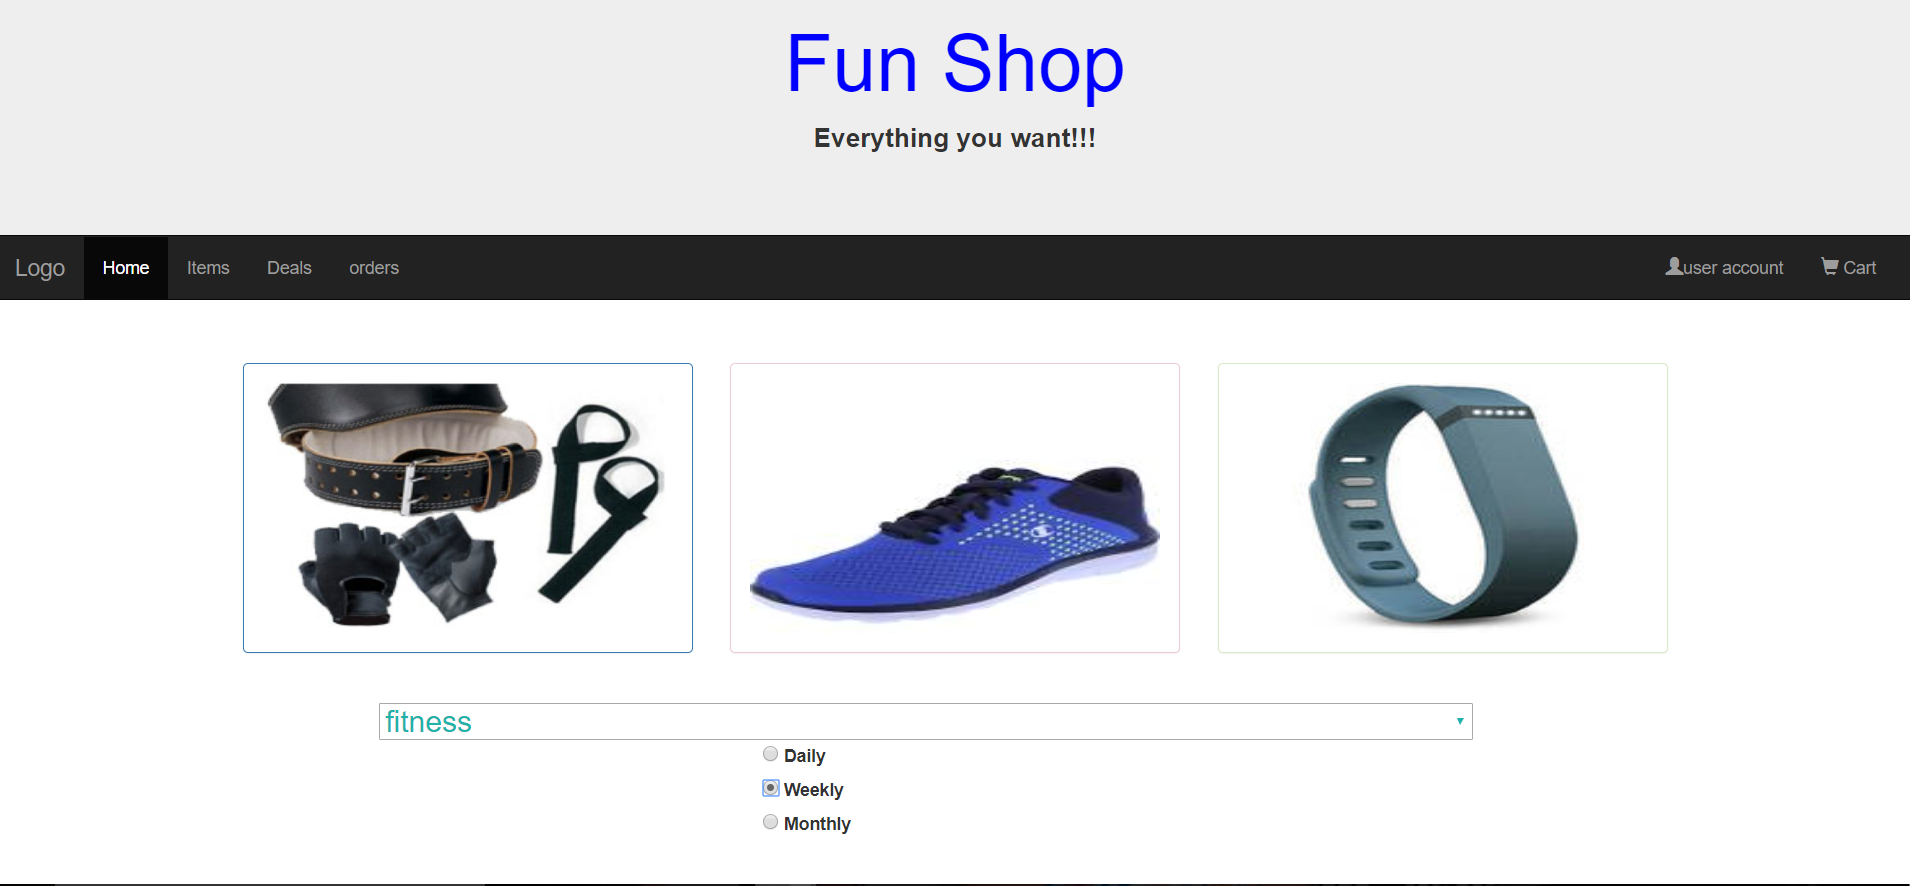 Fun Shop
Everything you want!!!
Logo Home Items Deals orders user account Cart
fitness
Daily
Weekly
Monthly